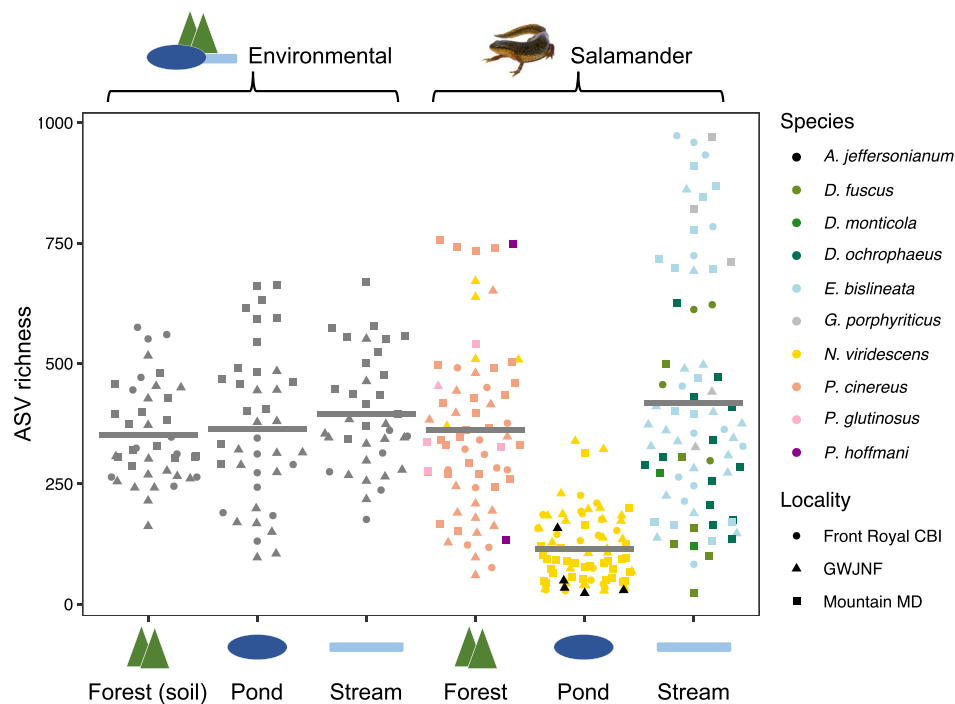 Environmental
Salamander
ASV richness
1000
750
500
250
0
Forest (soil)
Pond
Stream
Forest
Pond
Stream
Species
A. jeffersonianum
D. fuscus
D. monticola
D. ochrophaeus
E. bislineata
G. porphyriticus
N. viridescens
P. cinereus
P. glutinosus
P. hoffmani
Locality
Front Royal CBI
GWJNF
Mountain MD